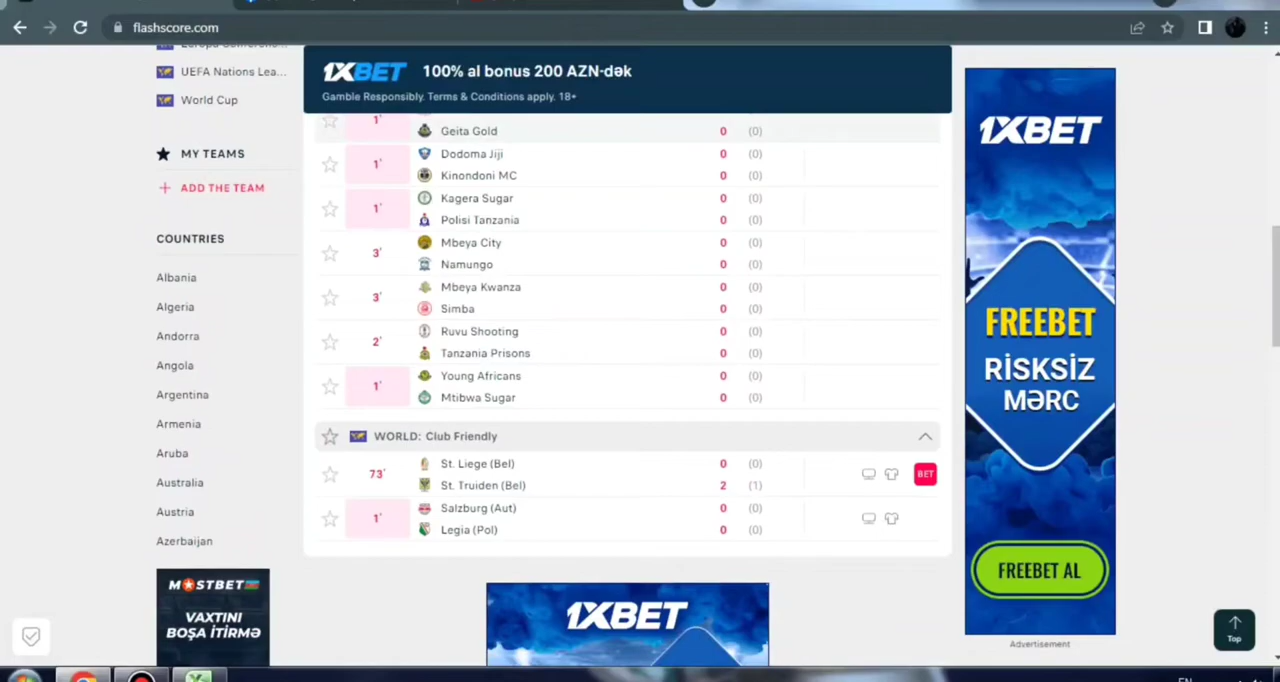 flashscore.com
UEFA Nations Lea...
World Cup
MY TEAMS
ADD THE TEAM
COUNTRIES
Albania
Algeria
Andorra
Angola
Argentina
Armenia
Aruba
Australia
Austria
Azerbaijan
MOSTBET
VAXTINI
BOŞA İTİRMƏ
1XBET 100% al bonus 200 AZN-dək
Gamble Responsibly. Terms & Conditions apply. 18+
1'
Geita Gold 0 (0)
1'
Dodoma Jiji 0 (0)
Kinondoni MC 0 (0)
1'
Kagera Sugar 0 (0)
Polisi Tanzania 0 (0)
3'
Mbeya City 0 (0)
Namungo 0 (0)
3'
Mbeya Kwanza 0 (0)
Simba 0 (0)
2'
Ruvu Shooting 0 (0)
Tanzania Prisons 0 (0)
1'
Young Africans 0 (0)
Mtibwa Sugar 0 (0)
WORLD: Club Friendly
73'
St. Liege (Bel) 0 (0)
St. Truiden (Bel) 2 (1)
BET
1'
Salzburg (Aut) 0 (0)
Legia (Pol) 0 (0)
1XBET
1XBET
FREEBET
RİSKSİZ
MƏRC
FREEBET AL
Advertisement
Top